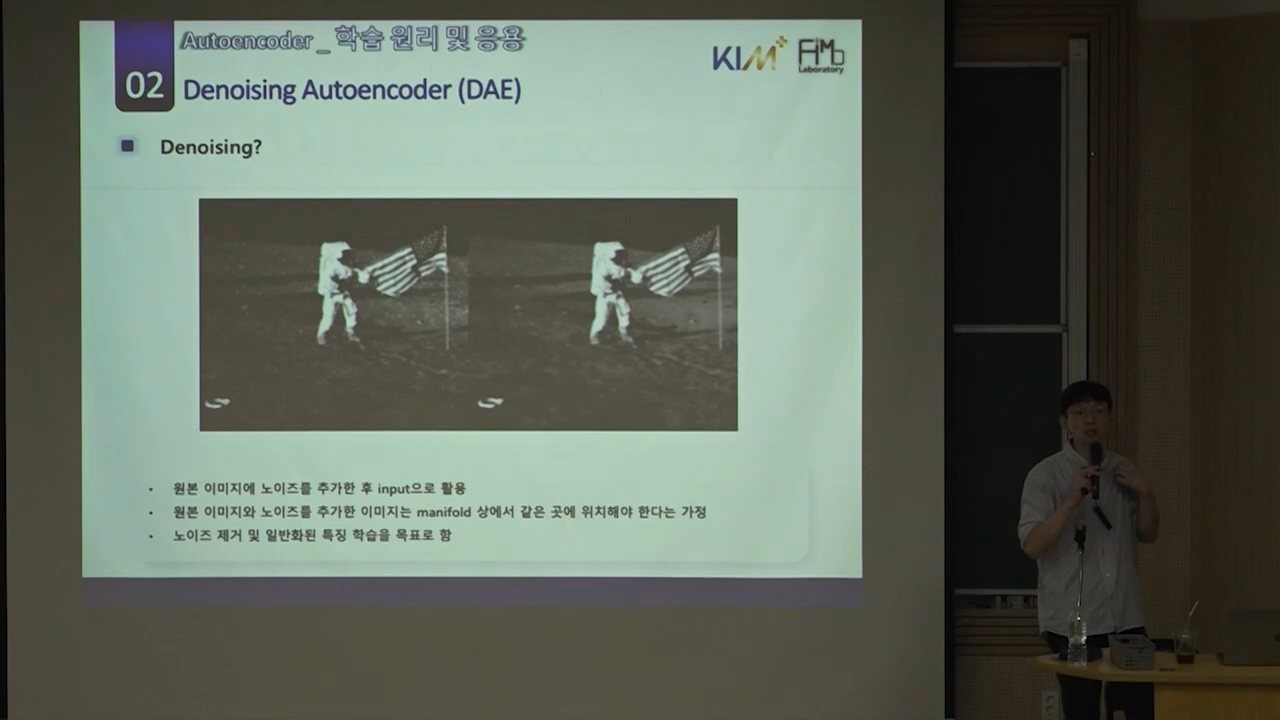 Autoencoder _ 학습 원리 및 응용
02
Denoising Autoencoder (DAE)
KIM+
FAMb
Laboratory
Denoising?
• 원본 이미지에 노이즈를 추가한 후 input으로 활용
• 원본 이미지와 노이즈를 추가한 이미지는 manifold 상에서 같은 곳에 위치해야 한다는 가정
• 노이즈 제거 및 일반화된 특징 학습을 목표로 함